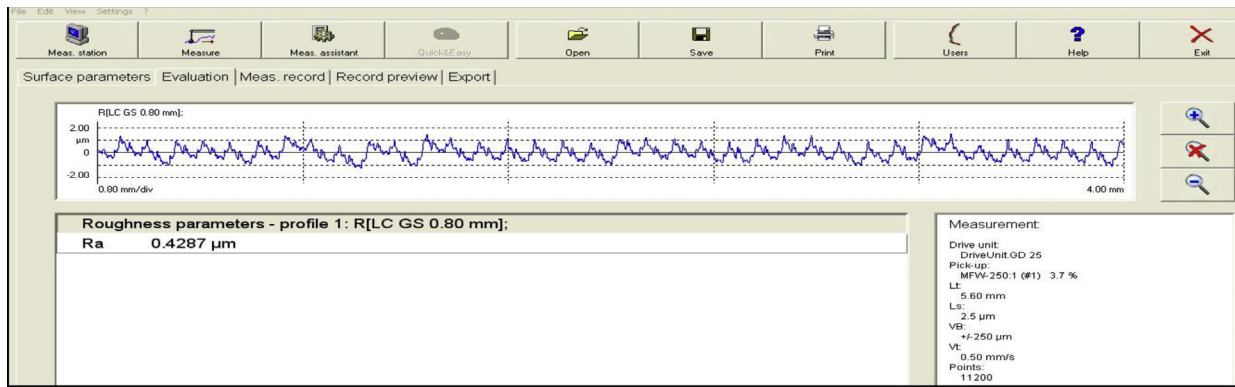 File Edit View Settings ?
Meas. station Measure Meas. assistant Quick&Easy Open Save Print Users Help Exit
Surface parameters Evaluation Meas. record Record preview Export
R[LC GS 0.80 mm];
2.00
µm
0
-2.00
0.80 mm/div 4.00 mm
Roughness parameters - profile 1: R[LC GS 0.80 mm];
Ra 0.4287 µm
Measurement:
Drive unit:
DriveUnit.GD 25
Pick-up:
MFW-250:1 (#1) 3.7 %
Lt:
5.60 mm
Ls:
2.5 µm
VB:
+/-250 µm
Vt:
0.50 mm/s
Points:
11200